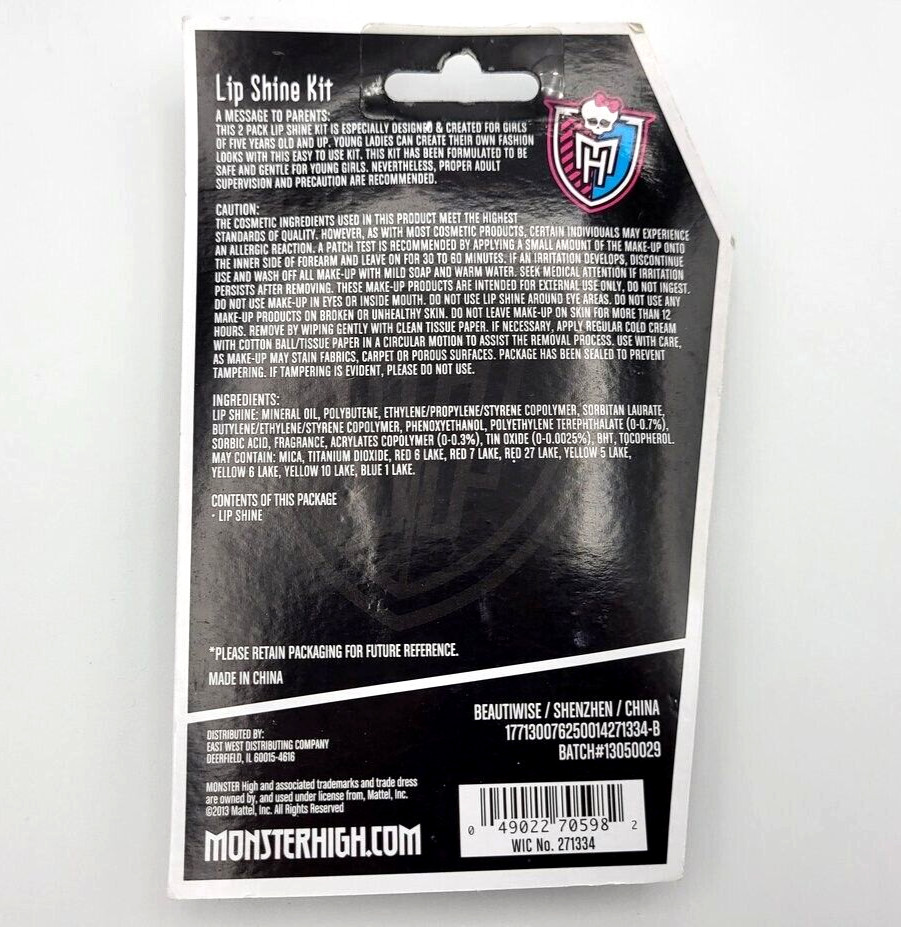 Lip Shine Kit
A MESSAGE TO PARENTS:
THIS 2 PACK LIP SHINE KIT IS ESPECIALLY DESIGNED & CREATED FOR GIRLS
OF FIVE YEARS OLD AND UP. YOUNG LADIES CAN CREATE THEIR OWN FASHION
LOOKS WITH THIS EASY TO USE KIT. THIS KIT HAS BEEN FORMULATED TO BE
SAFE AND GENTLE FOR YOUNG GIRLS. NEVERTHELESS, PROPER ADULT
SUPERVISION AND PRECAUTION ARE RECOMMENDED.
MH
CAUTION:
THE COSMETIC INGREDIENTS USED IN THIS PRODUCT MEET THE HIGHEST
STANDARDS OF QUALITY. HOWEVER, AS WITH MOST COSMETIC PRODUCTS, CERTAIN INDIVIDUALS MAY EXPERIENCE
AN ALLERGIC REACTION. A PATCH TEST IS RECOMMENDED BY APPLYING A SMALL AMOUNT OF THE MAKE-UP ONTO
THE INNER SIDE OF FOREARM AND LEAVE ON FOR 30 TO 60 MINUTES. IF AN IRRITATION DEVELOPS, DISCONTINUE
USE AND WASH OFF ALL MAKE-UP WITH MILD SOAP AND WARM WATER. SEEK MEDICAL ATTENTION IF IRRITATION
PERSISTS AFTER REMOVING. THESE MAKE-UP PRODUCTS ARE INTENDED FOR EXTERNAL USE ONLY, DO NOT INGEST.
DO NOT USE MAKE-UP IN EYES OR INSIDE MOUTH. DO NOT USE LIP SHINE AROUND EYE AREAS. DO NOT USE ANY
MAKE-UP PRODUCTS ON BROKEN OR UNHEALTHY SKIN. DO NOT LEAVE MAKE-UP ON SKIN FOR MORE THAN 12
HOURS. REMOVE BY WIPING GENTLY WITH CLEAN TISSUE PAPER. IF NECESSARY, APPLY REGULAR COLD CREAM
WITH COTTON BALL/TISSUE PAPER IN A CIRCULAR MOTION TO ASSIST THE REMOVAL PROCESS. USE WITH CARE,
AS MAKE-UP MAY STAIN FABRICS, CARPET OR POROUS SURFACES. PACKAGE HAS BEEN SEALED TO PREVENT
TAMPERING. IF TAMPERING IS EVIDENT, PLEASE DO NOT USE.
INGREDIENTS:
LIP SHINE: MINERAL OIL, POLYBUTENE, ETHYLENE/PROPYLENE/STYRENE COPOLYMER, SORBITAN LAURATE,
BUTYLENE/ETHYLENE/STYRENE COPOLYMER, PHENOXYETHANOL, POLYETHYLENE TEREPHTHALATE (0-0.7%),
SORBIC ACID, FRAGRANCE, ACRYLATES COPOLYMER (0-0.3%), TIN OXIDE (0-0.0025%), BHT, TOCOPHEROL.
MAY CONTAIN: MICA, TITANIUM DIOXIDE, RED 6 LAKE, RED 7 LAKE, RED 27 LAKE, YELLOW 5 LAKE,
YELLOW 6 LAKE, YELLOW 10 LAKE, BLUE 1 LAKE.
CONTENTS OF THIS PACKAGE
• LIP SHINE
*PLEASE RETAIN PACKAGING FOR FUTURE REFERENCE.
MADE IN CHINA
BEAUTIWISE / SHENZHEN / CHINA
177130076250014271334-B
BATCH#13050029
DISTRIBUTED BY:
EAST WEST DISTRIBUTING COMPANY
DEERFIELD, IL 60015-4616
MONSTER High and associated trademarks and trade dress
are owned by, and used under license from, Mattel, Inc.
©2013 Mattel, Inc. All Rights Reserved
MONSTERHIGH.COM
0 49022 70598 2
WIC No. 271334